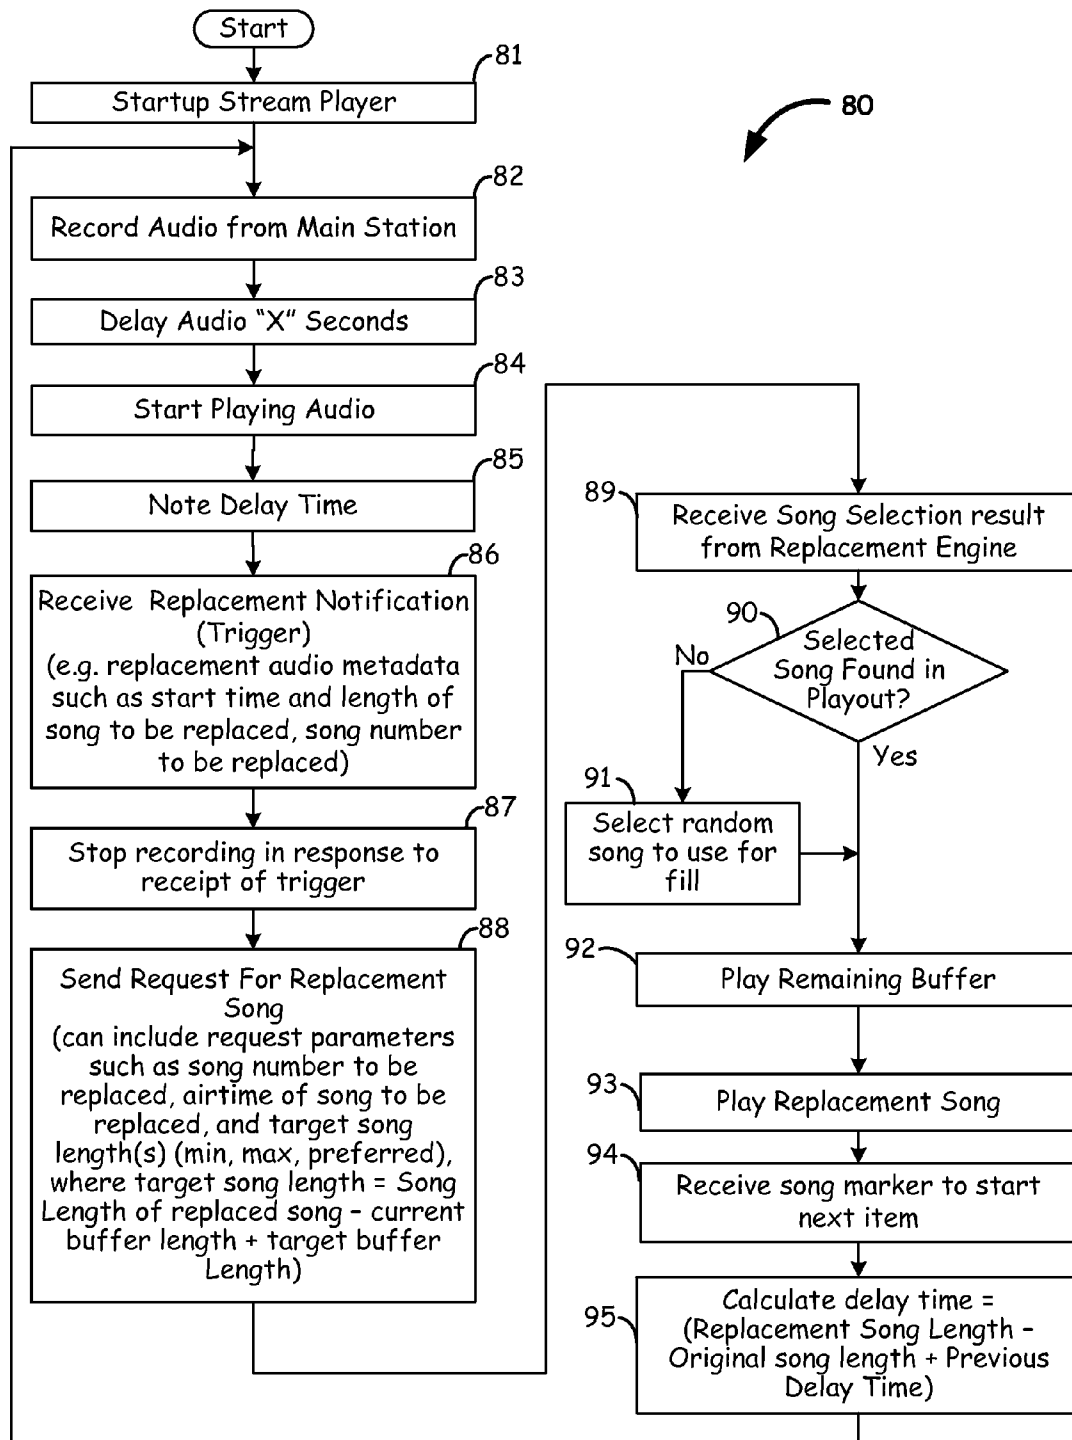 Start
81
Startup Stream Player
80
82
Record Audio from Main Station
83
Delay Audio “X” Seconds
84
Start Playing Audio
85
Note Delay Time
86
Receive Replacement Notification
(Trigger)
(e.g. replacement audio metadata
such as start time and length of
song to be replaced, song number
to be replaced)
87
Stop recording in response to
receipt of trigger
88
Send Request For Replacement
Song
(can include request parameters
such as song number to be
replaced, airtime of song to be
replaced, and target song
length(s) (min, max, preferred),
where target song length = Song
Length of replaced song – current
buffer length + target buffer
Length)
89
Receive Song Selection result
from Replacement Engine
90
Selected
Song Found in
Playout?
No
Yes
91
Select random
song to use for
fill
92
Play Remaining Buffer
93
Play Replacement Song
94
Receive song marker to start
next item
95
Calculate delay time =
(Replacement Song Length –
Original song length + Previous
Delay Time)